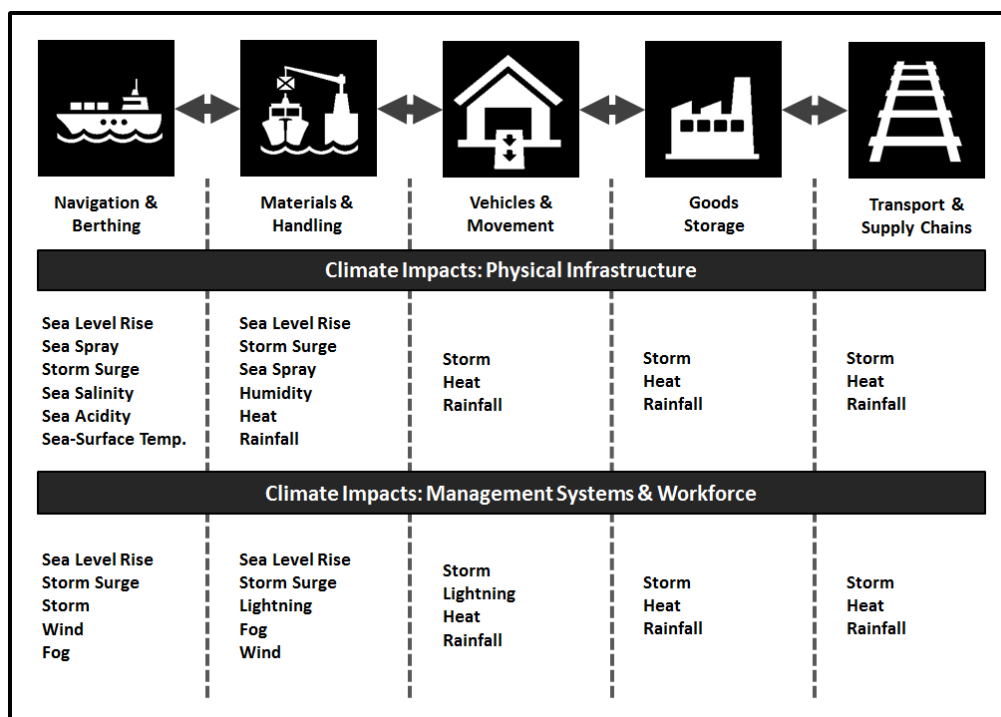 Navigation &
Berthing
Materials &
Handling
Vehicles &
Movement
Goods
Storage
Transport &
Supply Chains
Climate Impacts: Physical Infrastructure
Sea Level Rise
Sea Spray
Storm Surge
Sea Salinity
Sea Acidity
Sea-Surface Temp.
Sea Level Rise
Storm Surge
Sea Spray
Humidity
Heat
Rainfall
Storm
Heat
Rainfall
Storm
Heat
Rainfall
Storm
Heat
Rainfall
Climate Impacts: Management Systems & Workforce
Sea Level Rise
Storm Surge
Storm
Wind
Fog
Sea Level Rise
Storm Surge
Lightning
Fog
Wind
Storm
Lightning
Heat
Rainfall
Storm
Heat
Rainfall
Storm
Heat
Rainfall